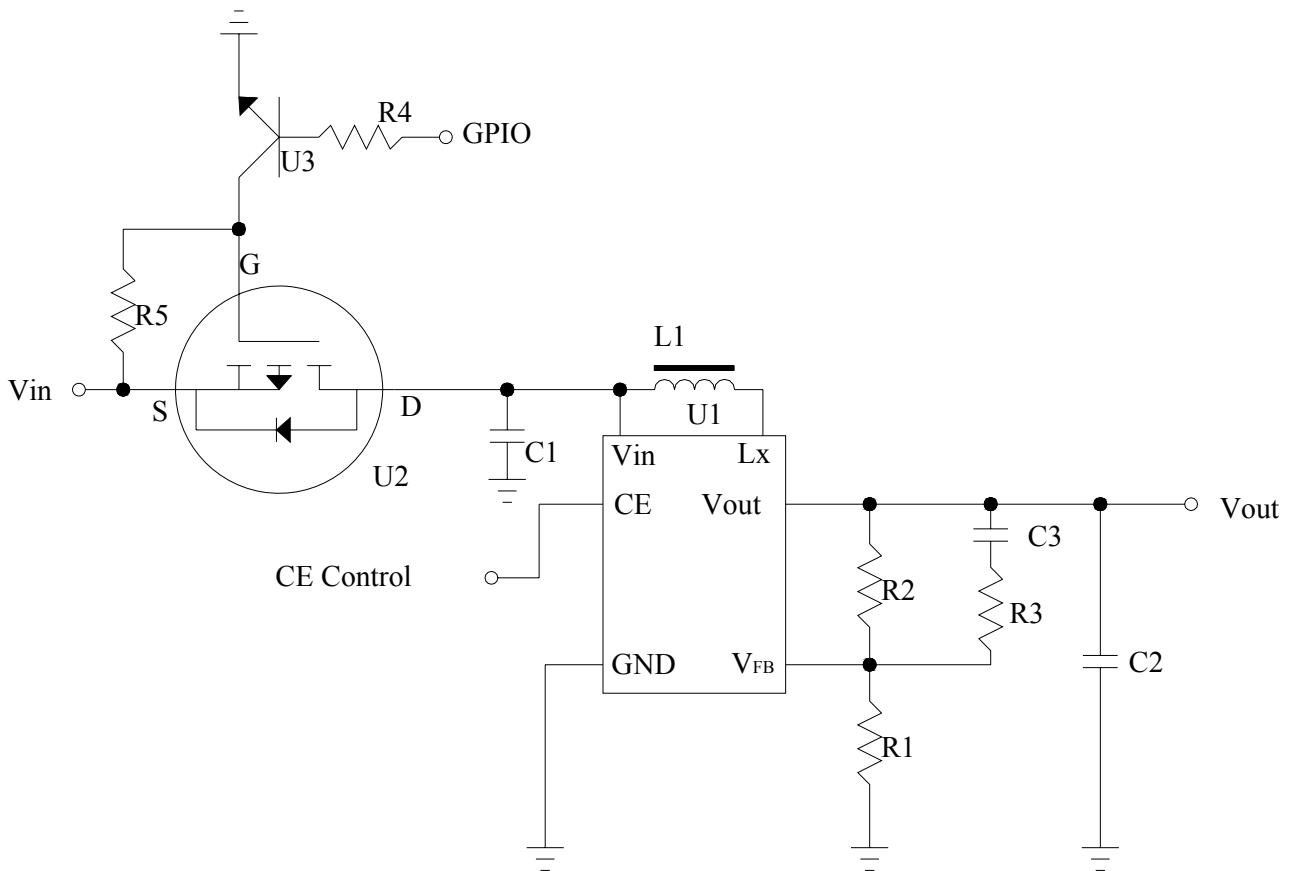 R4
GPIO
U3
G
R5
Vin
S
D
U2
C1
L1
U1
Vin
Lx
CE
Vout
Vout
CE Control
C3
R2
R3
GND
VFB
C2
R1